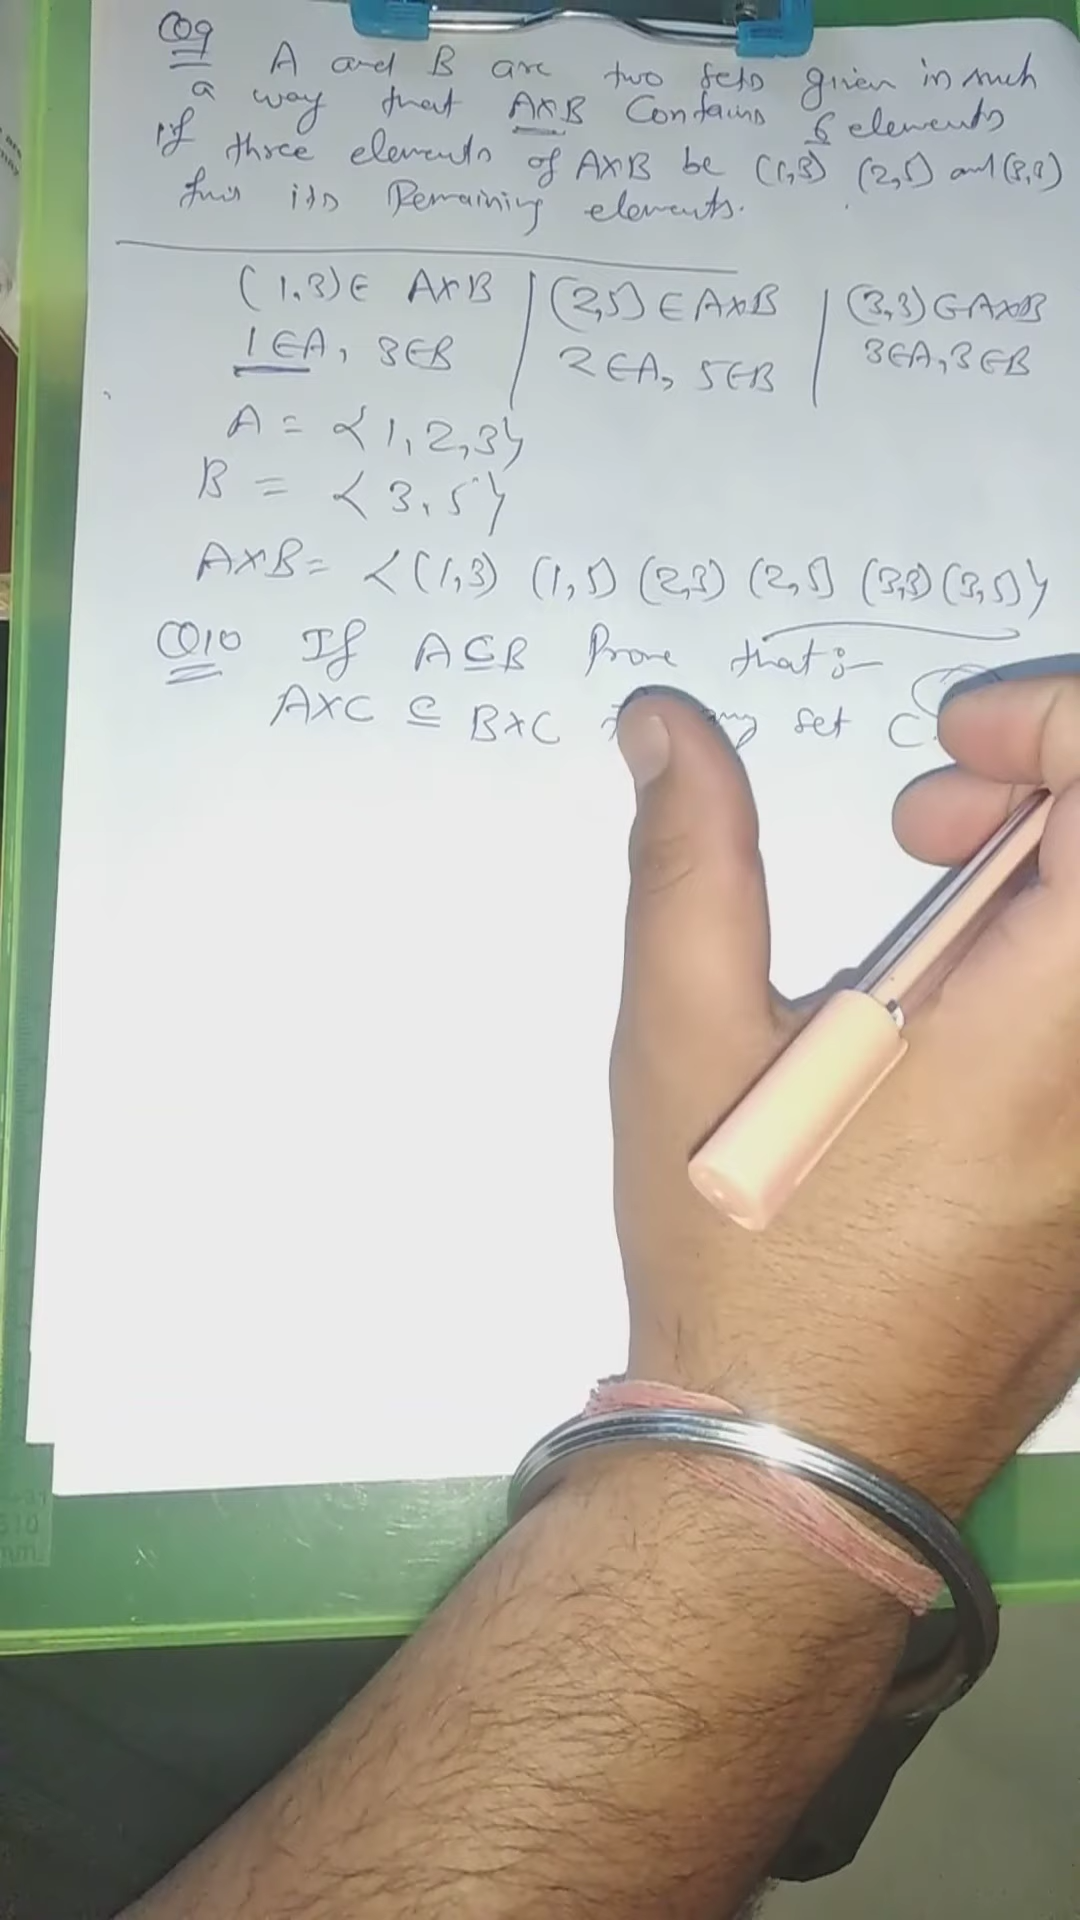 Q9
A and B are two sets given in such
a way that A×B Contains 6 elements
if three elements of A×B be (1,3) (2,5) and (3,3)
its Remaining elements.
(1,3) ∈ A×B | (2,5) ∈ A×B | (3,3) ∈ A×B
1 ∈ A, 3 ∈ B 2 ∈ A, 5 ∈ B 3 ∈ A, 3 ∈ B
A = {1,2,3}
B = {3,5}
A×B = {(1,3) (1,5) (2,3) (2,5) (3,3) (3,5)}
Q10 If A ⊆ B Prove that :-
A×C ⊆ B×C set C.